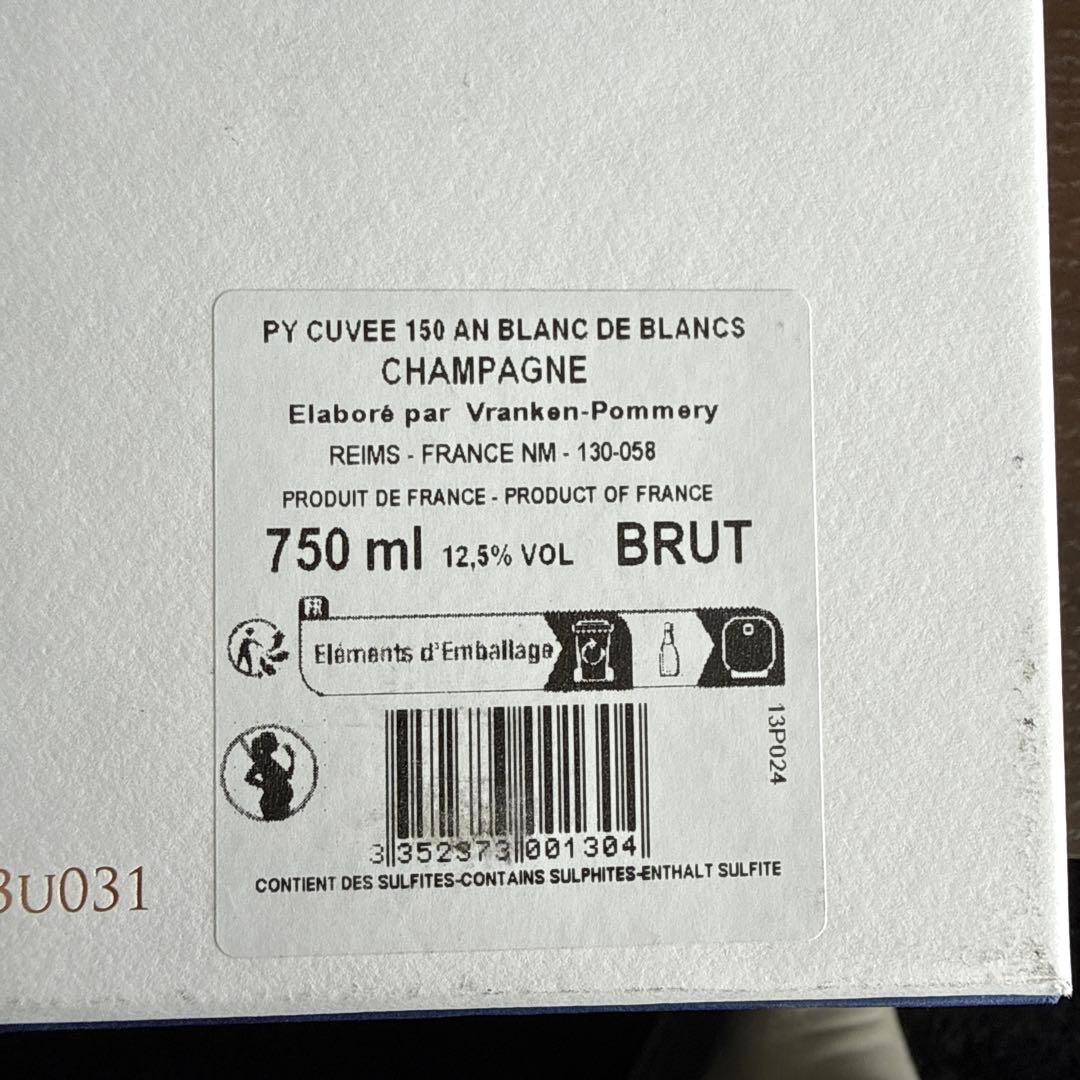 PY CUVEE 150 AN BLANC DE BLANCS
CHAMPAGNE
Elaboré par Vranken-Pommery
REIMS - FRANCE NM - 130-058
PRODUIT DE FRANCE - PRODUCT OF FRANCE
750 ml 12,5% VOL BRUT
FR
Eléments d'Emballage
13P024
3 352373 001304
CONTIENT DES SULFITES-CONTAINS SULPHITES-ENTHALT SULFITE
BU031